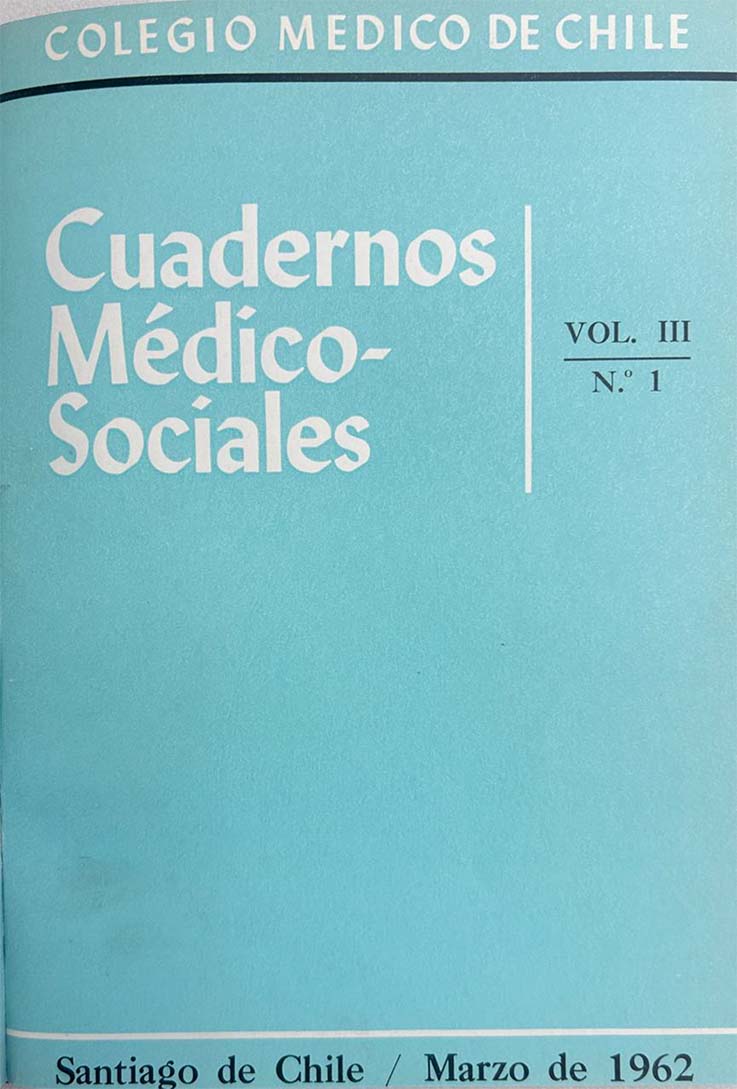 COLEGIO MEDICO DE CHILE
Cuadernos
Médico-
Sociales
VOL. III
N.º 1
Santiago de Chile / Marzo de 1962